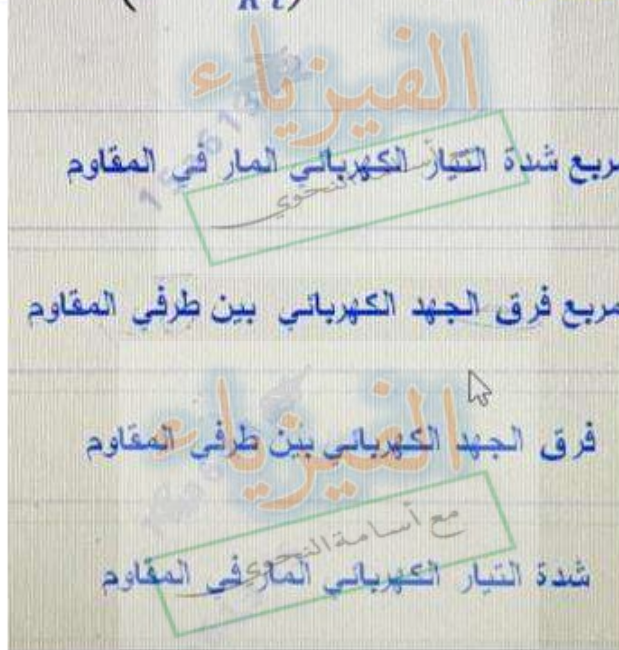 R t)
الفيزياء
مربع شدة التيار الكهربائي المار في المقاوم
مربع فرق الجهد الكهربائي بين طرفي المقاوم
الفيزياء
فرق الجهد الكهربائي بين طرفي المقاوم
مع أسامة النحوي
شدة التيار الكهربائي المار في المقاوم